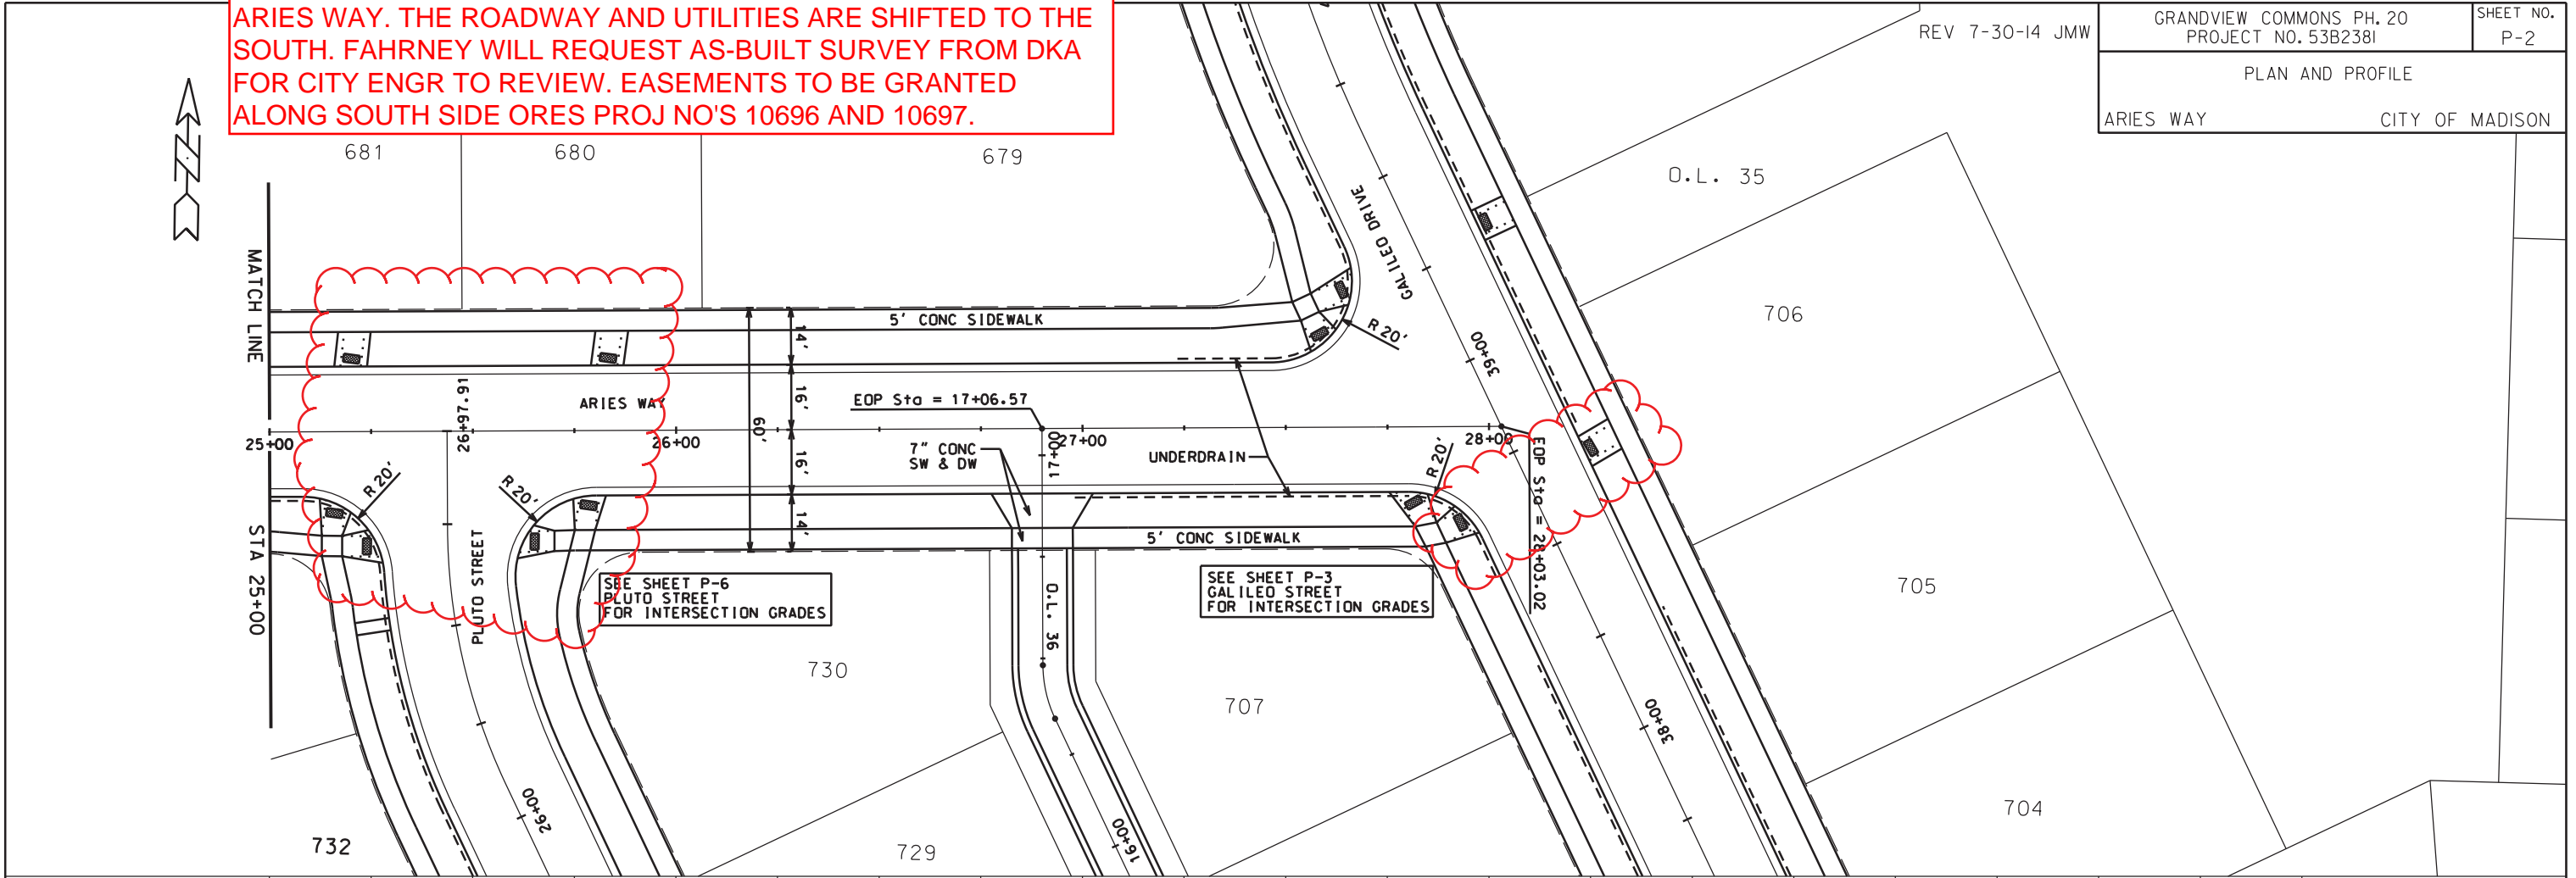 ARIES WAY. THE ROADWAY AND UTILITIES ARE SHIFTED TO THE
SOUTH. FAHRNEY WILL REQUEST AS-BUILT SURVEY FROM DKA
FOR CITY ENGR TO REVIEW. EASEMENTS TO BE GRANTED
ALONG SOUTH SIDE ORES PROJ NO'S 10696 AND 10697.
REV 7-30-14 JMW
GRANDVIEW COMMONS PH. 20
PROJECT NO. 53B2381
SHEET NO.
P-2
PLAN AND PROFILE
ARIES WAY
CITY OF MADISON
N
681
680
679
O.L. 35
706
705
704
MATCH LINE
STA 25+00
5' CONC SIDEWALK
GALILEO DRIVE
R 20'
39+00
14'
16'
60'
16'
14'
ARIES WAY
26+97.91
25+00
26+00
27+00
28+00
EOP Sta = 17+06.57
17+00
7" CONC
SW & DW
UNDERDRAIN
R 20'
R 20'
R 20'
EOP Sta = 28+03.02
PLUTO STREET
5' CONC SIDEWALK
SEE SHEET P-6
PLUTO STREET
FOR INTERSECTION GRADES
SEE SHEET P-3
GALILEO STREET
FOR INTERSECTION GRADES
O.L. 36
730
707
38+00
26+00
732
729
16+00